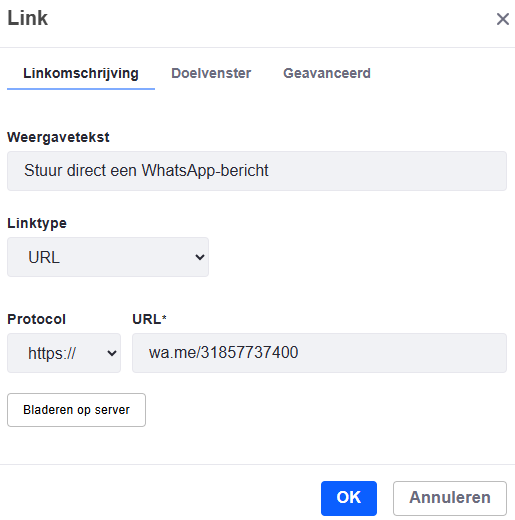 Link
Linkomschrijving Doelvenster Geavanceerd
Weergavetekst
Stuur direct een WhatsApp-bericht
Linktype
URL
Protocol URL*
https:// wa.me/31857737400
Bladeren op server
OK Annuleren